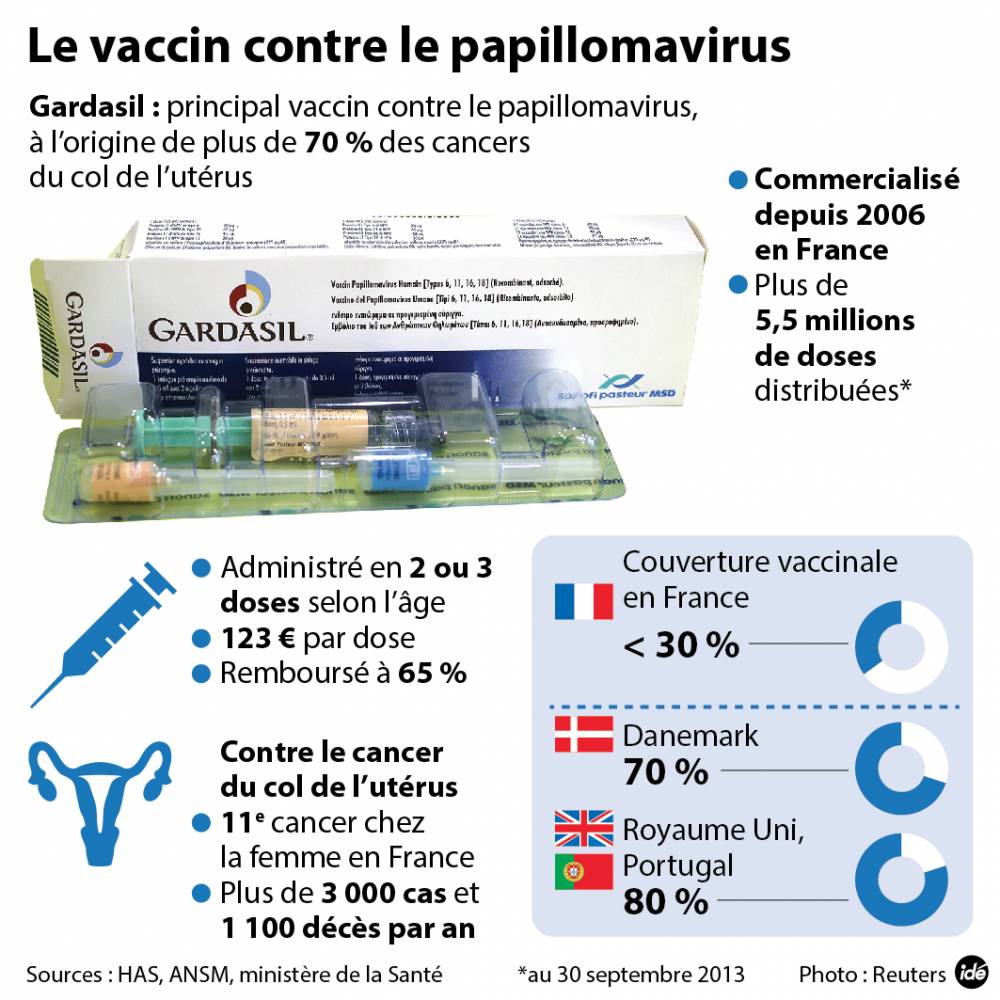 Le vaccin contre le papillomavirus
Gardasil : principal vaccin contre le papillomavirus,
à l'origine de plus de 70 % des cancers
du col de l'utérus
Commercialisé
depuis 2006
en France
Plus de
5,5 millions
de doses
distribuées*
GARDASIL
GARDASIL®
Vaccin Papillomavirus Humain [Types 6, 11, 16, 18] (Recombinant, adsorbé).
Vaccino del Papillomavirus Umano [Tipi 6, 11, 16, 18] (Ricombinante, adsorbito)
sanofi pasteur MSD
Administré en 2 ou 3
doses selon l'âge
123 € par dose
Remboursé à 65 %
Contre le cancer
du col de l'utérus
11e cancer chez
la femme en France
Plus de 3 000 cas et
1 100 décès par an
Couverture vaccinale
en France
< 30 %
Danemark
70 %
Royaume Uni,
Portugal
80 %
Sources : HAS, ANSM, ministère de la Santé
*au 30 septembre 2013
Photo : Reuters
idé